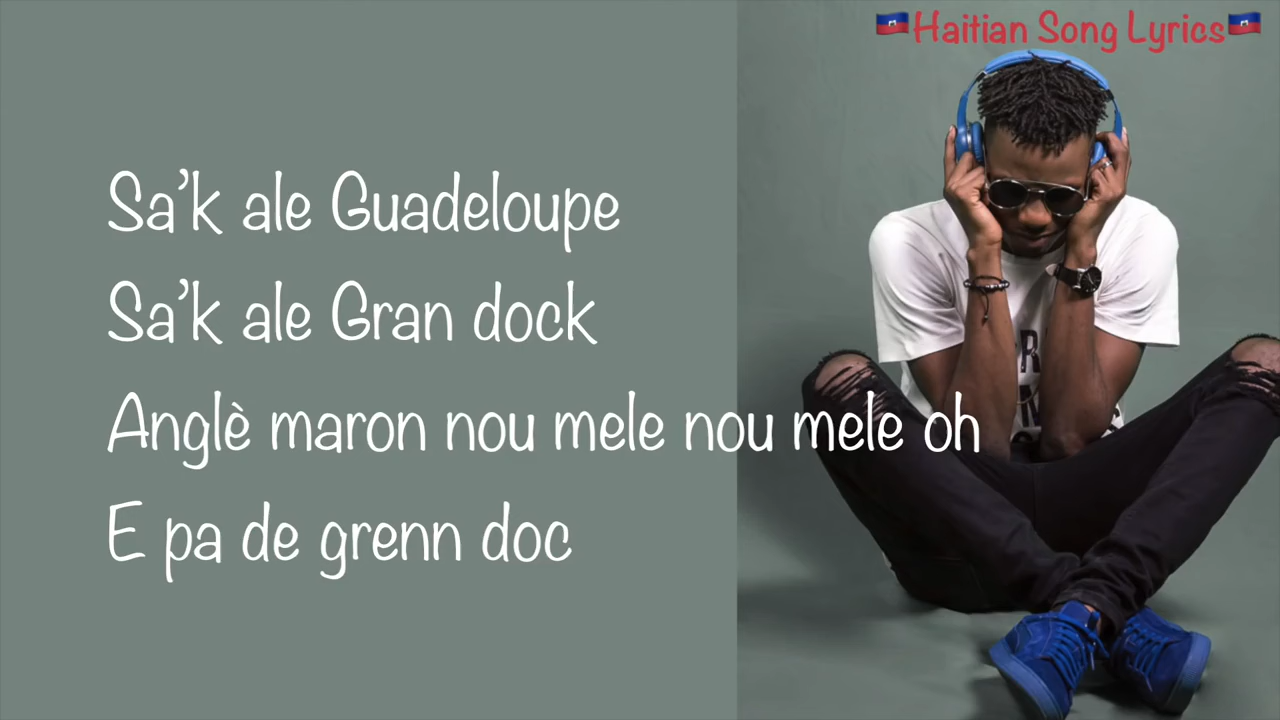 🇭🇹Haitian Song Lyrics🇭🇹
Sa’k ale Guadeloupe
Sa’k ale Gran dock
Anglè maron nou mele nou mele oh
E pa de grenn doc